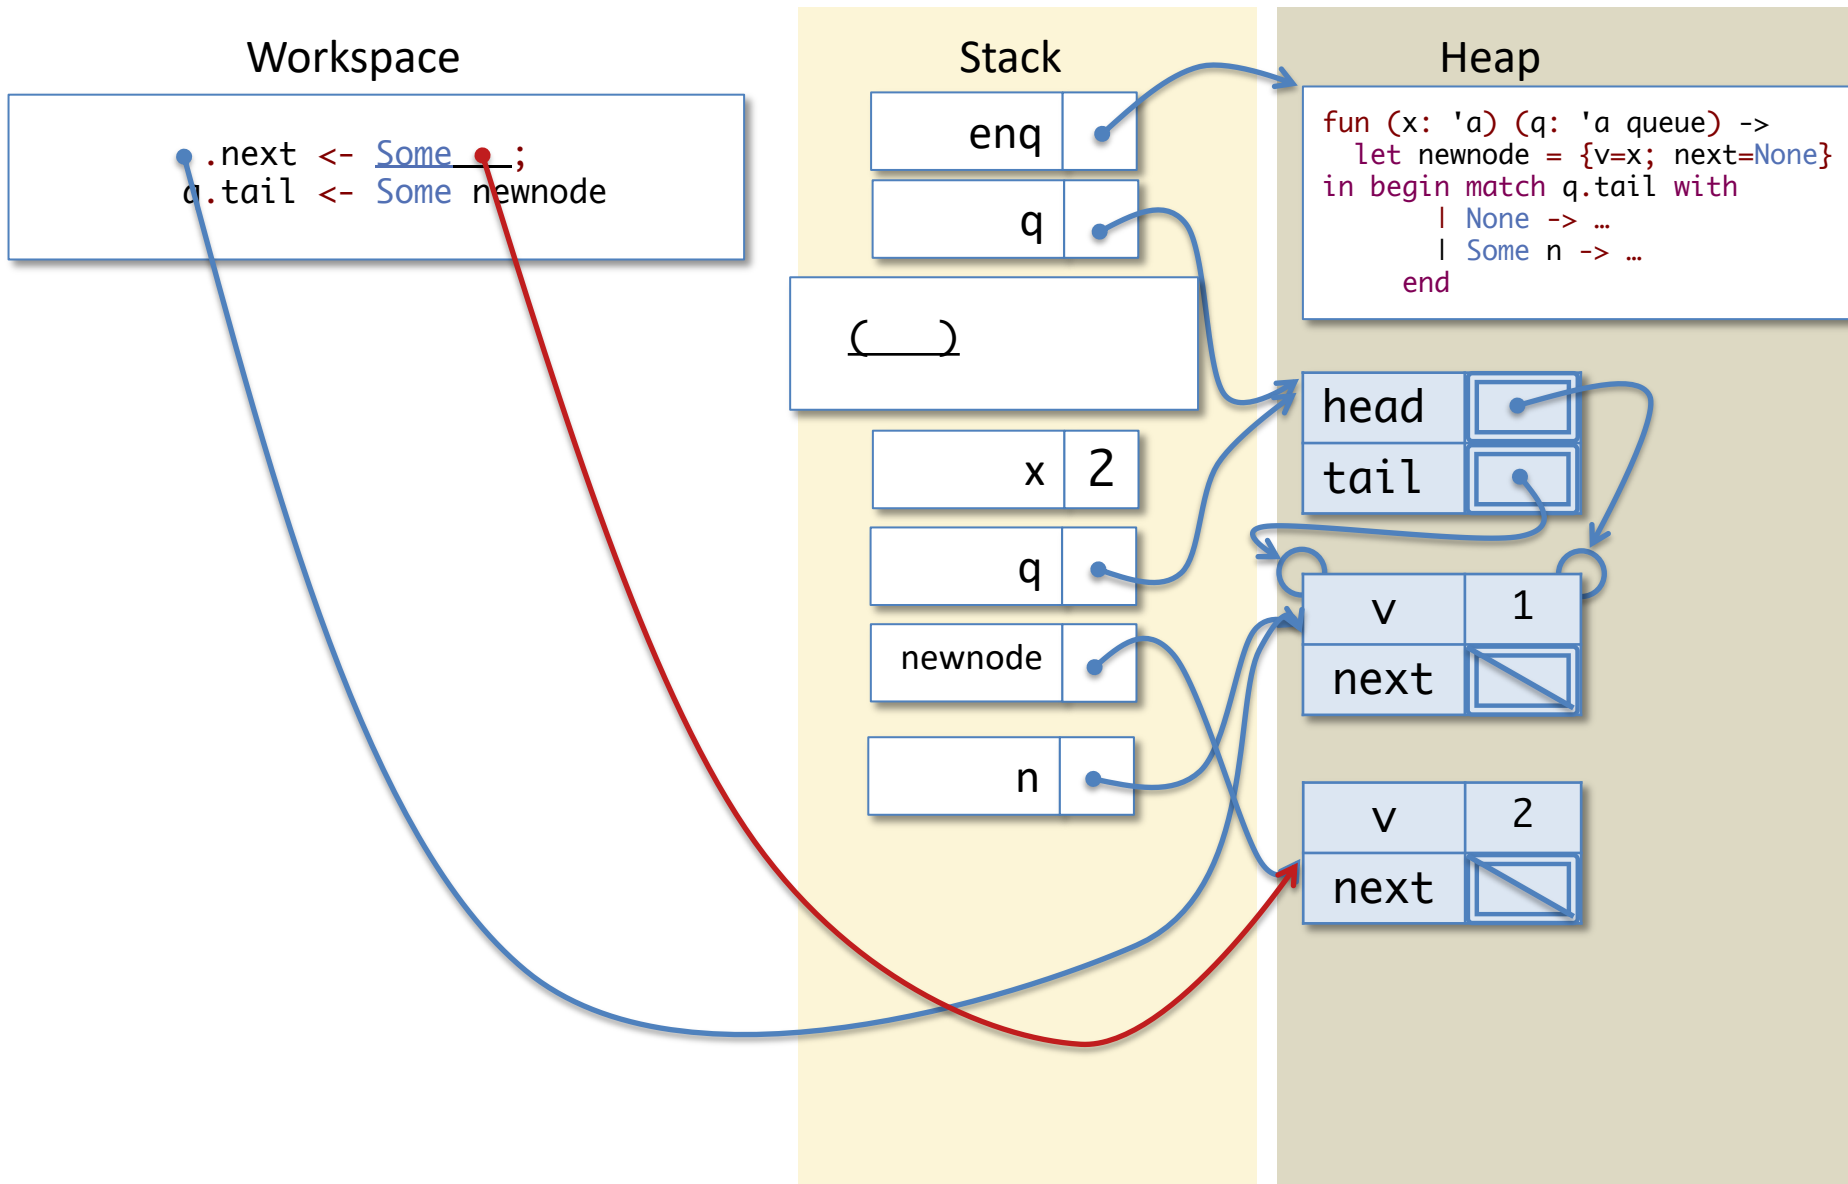 Workspace
.next <- Some   ;
q.tail <- Some newnode
Stack
enq
q
(   )
x 2
q
newnode
n
Heap
fun (x: 'a) (q: 'a queue) ->
let newnode = {v=x; next=None}
in begin match q.tail with
| None -> …
| Some n -> …
end
head
tail
v 1
next
v 2
next